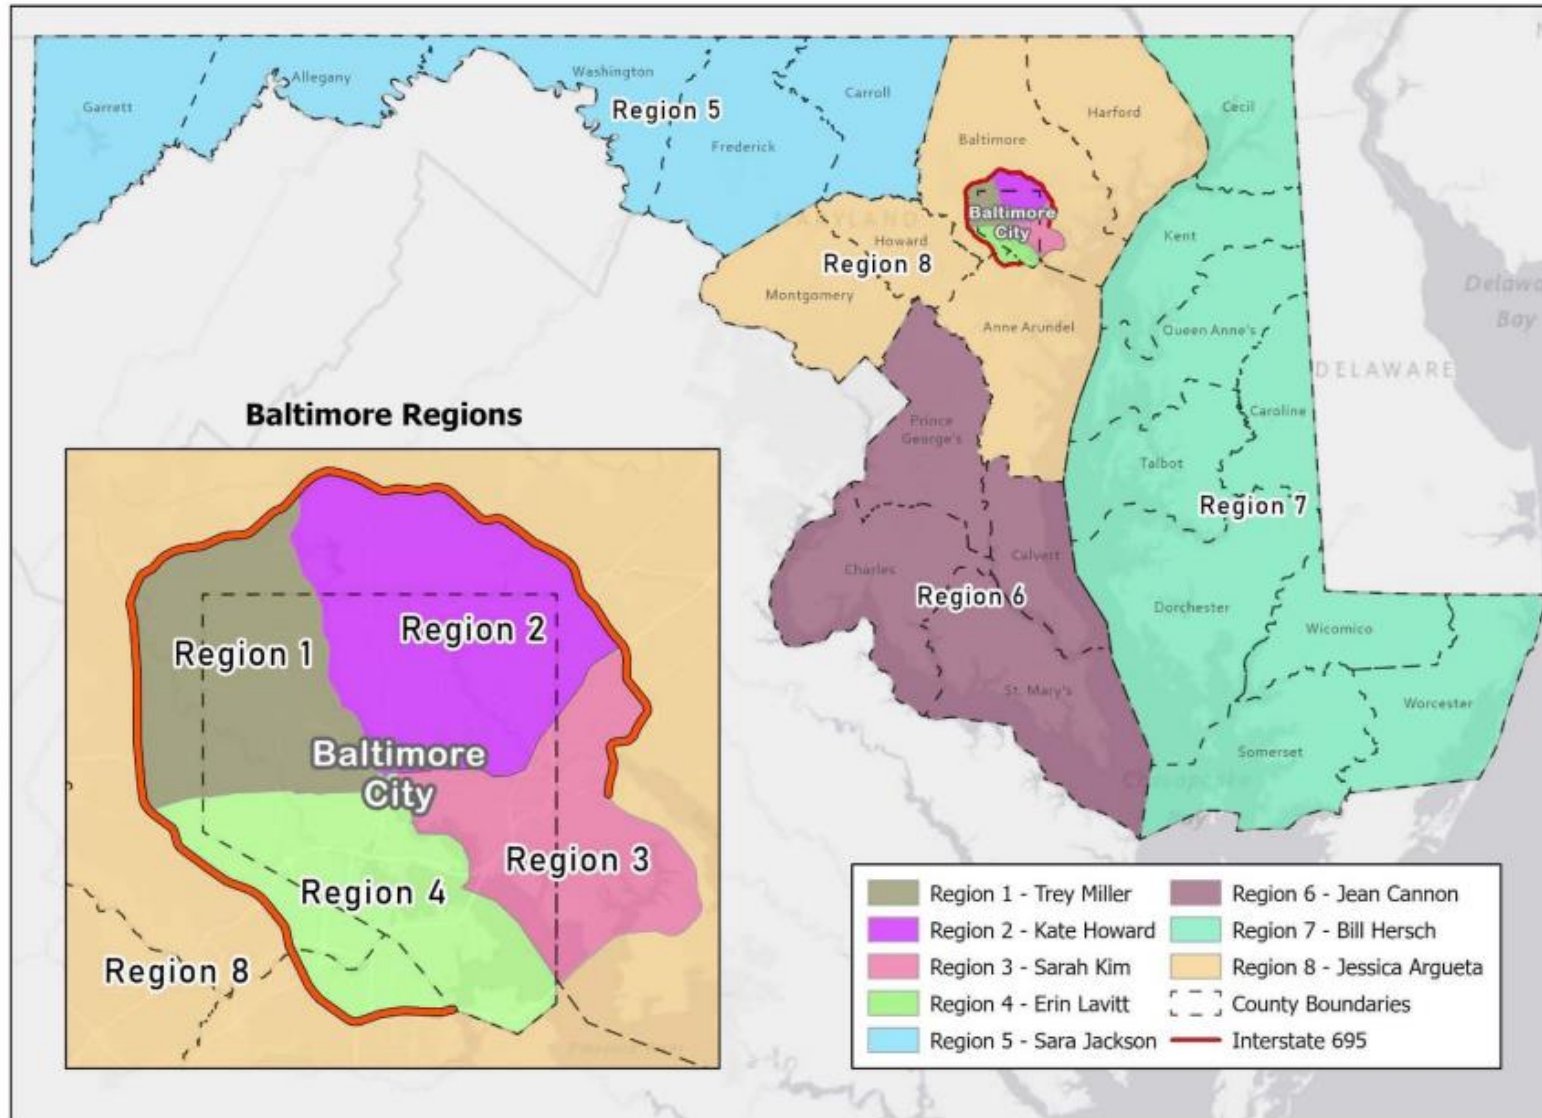 Garrett
Allegany
Washington
Region 5
Frederick
Carroll
Baltimore
Harford
Cecil
MARYLAND
Baltimore
City
Howard
Region 8
Montgomery
Anne Arundel
Kent
Queen Anne's
DELAWARE
Caroline
Talbot
Region 7
Prince
George's
Calvert
Charles
Region 6
St. Mary's
Dorchester
Wicomico
Worcester
Somerset
Bay
Baltimore Regions
Region 1
Region 2
Baltimore
City
Region 3
Region 4
Region 8
Region 1 - Trey Miller
Region 2 - Kate Howard
Region 3 - Sarah Kim
Region 4 - Erin Lavitt
Region 5 - Sara Jackson
Region 6 - Jean Cannon
Region 7 - Bill Hersch
Region 8 - Jessica Argueta
County Boundaries
Interstate 695